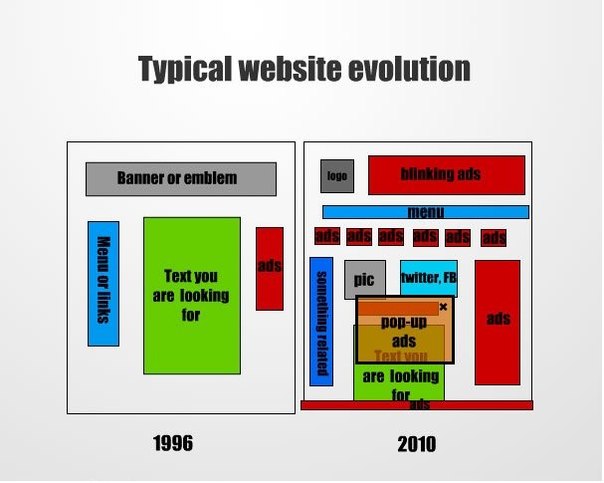 Typical website evolution
Banner or emblem
Menu or links
Text you
are looking
for
ads
1996
logo
blinking ads
menu
ads ads ads ads ads ads
something related
pic
twitter, FB
pop-up
ads
Text you
are looking
for
ads
ads
2010